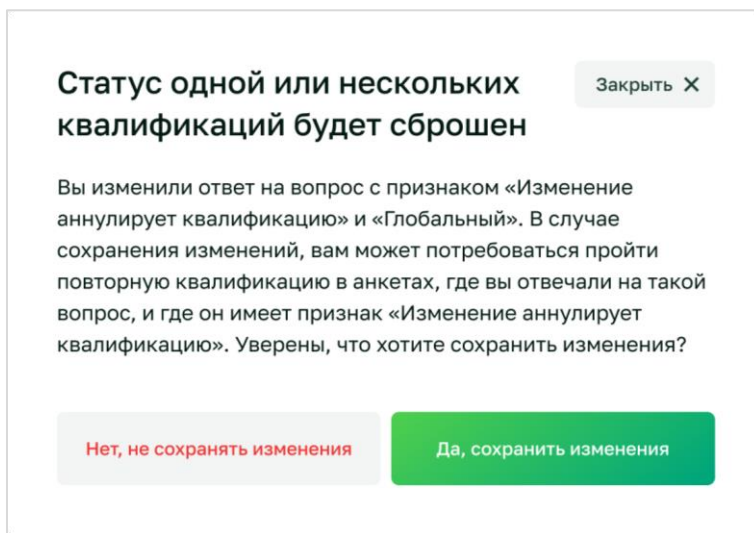 Статус одной или нескольких
квалификаций будет сброшен
Закрыть ✕
Вы изменили ответ на вопрос с признаком «Изменение
аннулирует квалификацию» и «Глобальный». В случае
сохранения изменений, вам может потребоваться пройти
повторную квалификацию в анкетах, где вы отвечали на такой
вопрос, и где он имеет признак «Изменение аннулирует
квалификацию». Уверены, что хотите сохранить изменения?
Нет, не сохранять изменения
Да, сохранить изменения